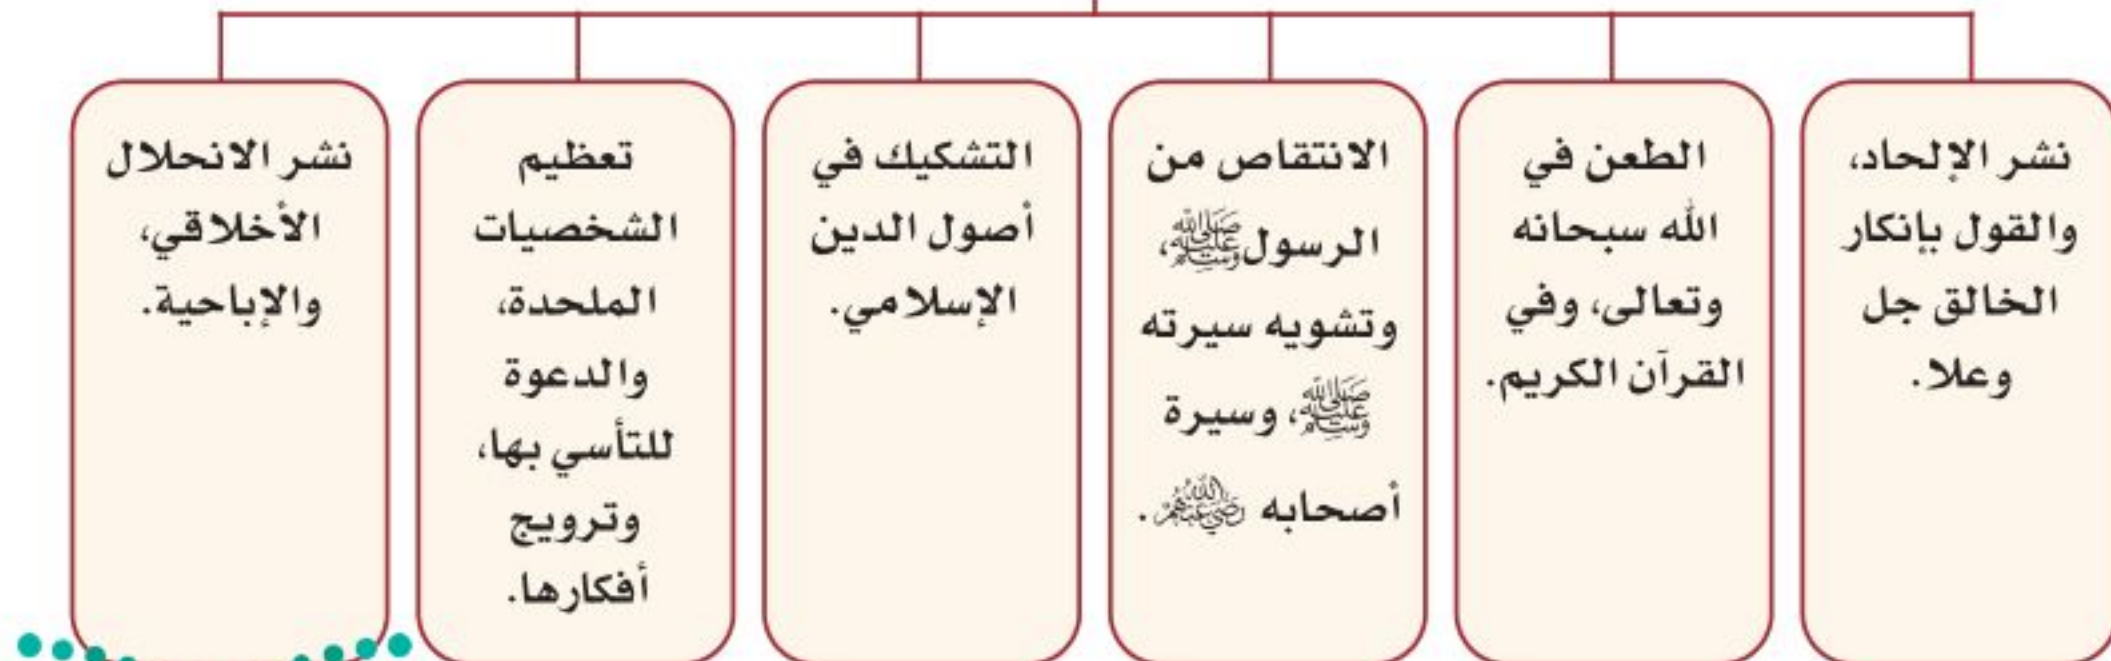 نشر الإلحاد،
والقول بإنكار
الخالق جل
وعلا.
الطعن في
الله سبحانه
وتعالى، وفي
القرآن الكريم.
الانتقاص من
الرسول ﷺ،
وتشويه سيرته
ﷺ، وسيرة
أصحابه رضي الله عنهم.
التشكيك في
أصول الدين
الإسلامي.
تعظيم
الشخصيات
الملحدة،
والدعوة
للتأسي بها،
وترويج
أفكارها.
نشر الانحلال
الأخلاقي،
والإباحية.